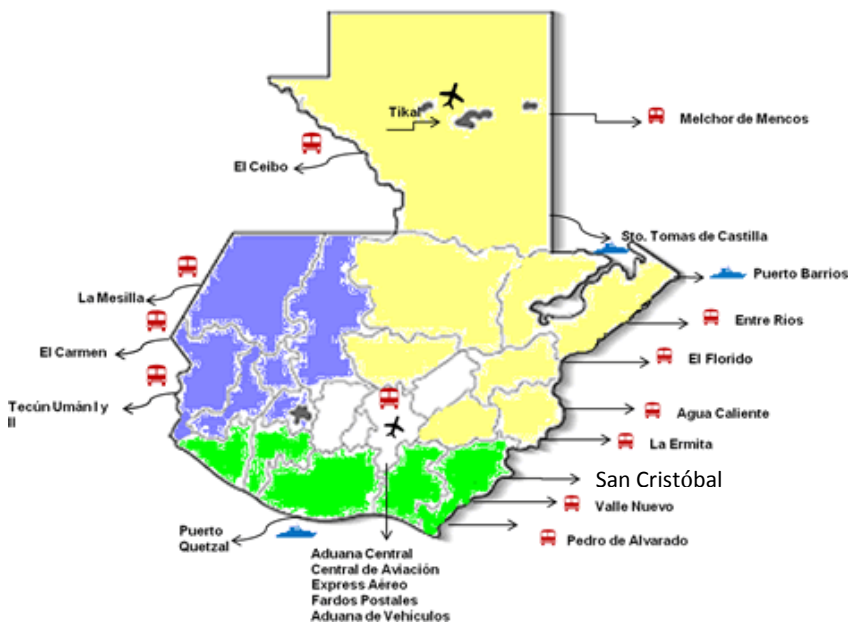 Tikal
Melchor de Mencos
El Ceibo
Sto. Tomas de Castilla
Puerto Barrios
La Mesilla
Entre Rios
El Carmen
El Florido
Tecún Umán I y
II
Agua Caliente
La Ermita
San Cristóbal
Valle Nuevo
Puerto
Quetzal
Pedro de Alvarado
Aduana Central
Central de Aviación
Express Aéreo
Fardos Postales
Aduana de Vehículos